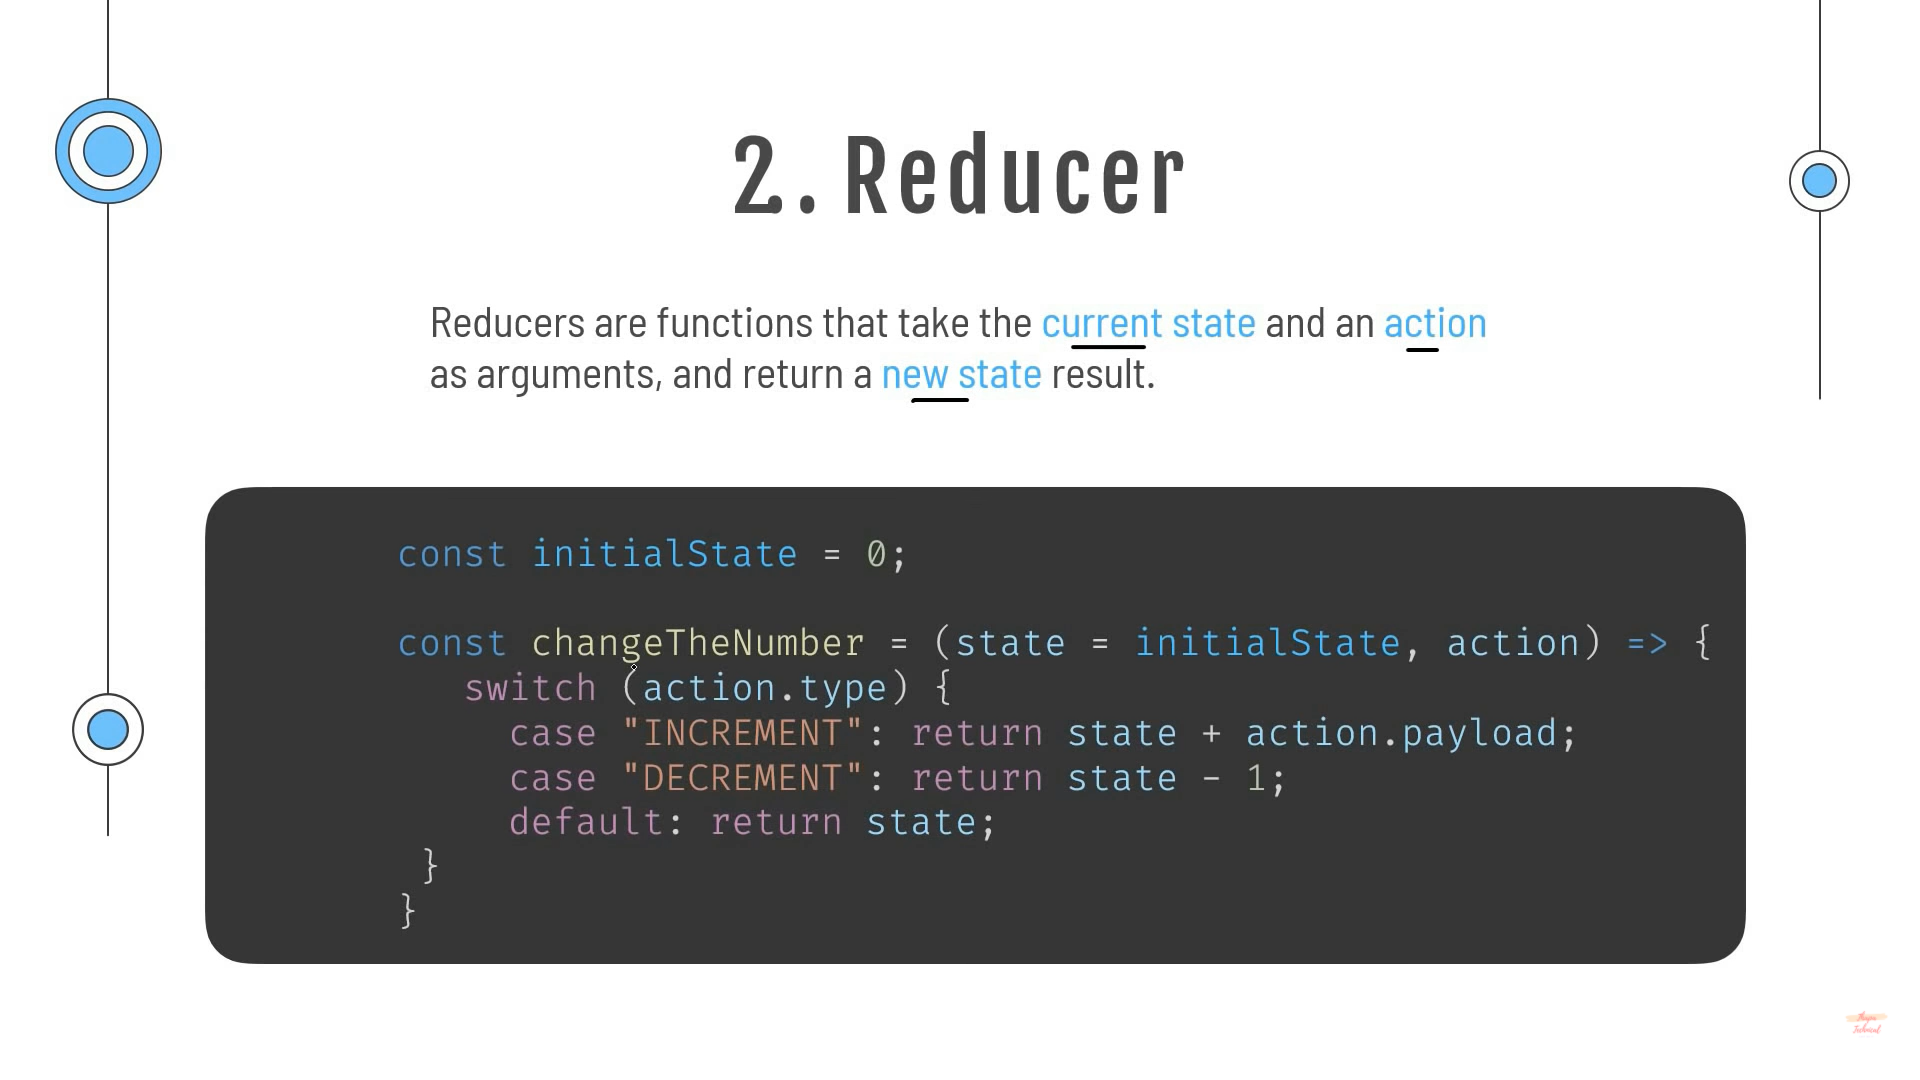 2. Reducer
Reducers are functions that take the current state and an action
as arguments, and return a new state result.
const initialState = 0;
const changeTheNumber = (state = initialState, action) => {
switch (action.type) {
case "INCREMENT": return state + action.payload;
case "DECREMENT": return state - 1;
default: return state;
}
}
Technical